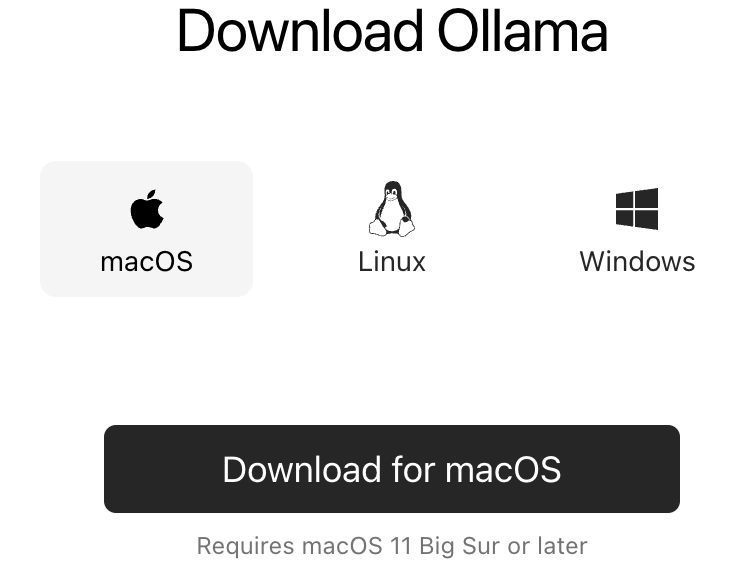 Download Ollama
macOS
Linux
Windows
Download for macOS
Requires macOS 11 Big Sur or later